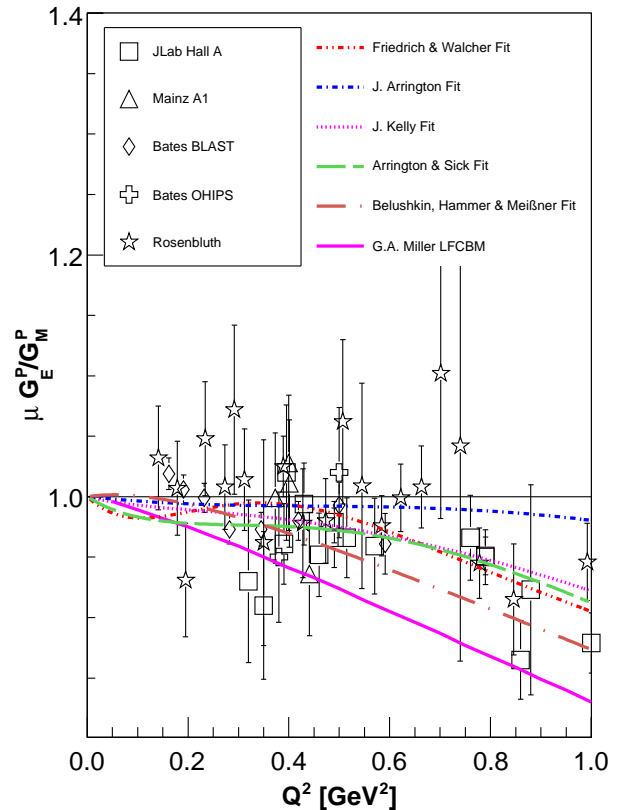 1.4
1.2
1.0
μ G_E^P/G_M^P
JLab Hall A
Mainz A1
Bates BLAST
Bates OHIPS
Rosenbluth
Friedrich & Walcher Fit
J. Arrington Fit
J. Kelly Fit
Arrington & Sick Fit
Belushkin, Hammer & Meißner Fit
G.A. Miller LFCBM
0.0 0.2 0.4 0.6 0.8 1.0
Q² [GeV²]